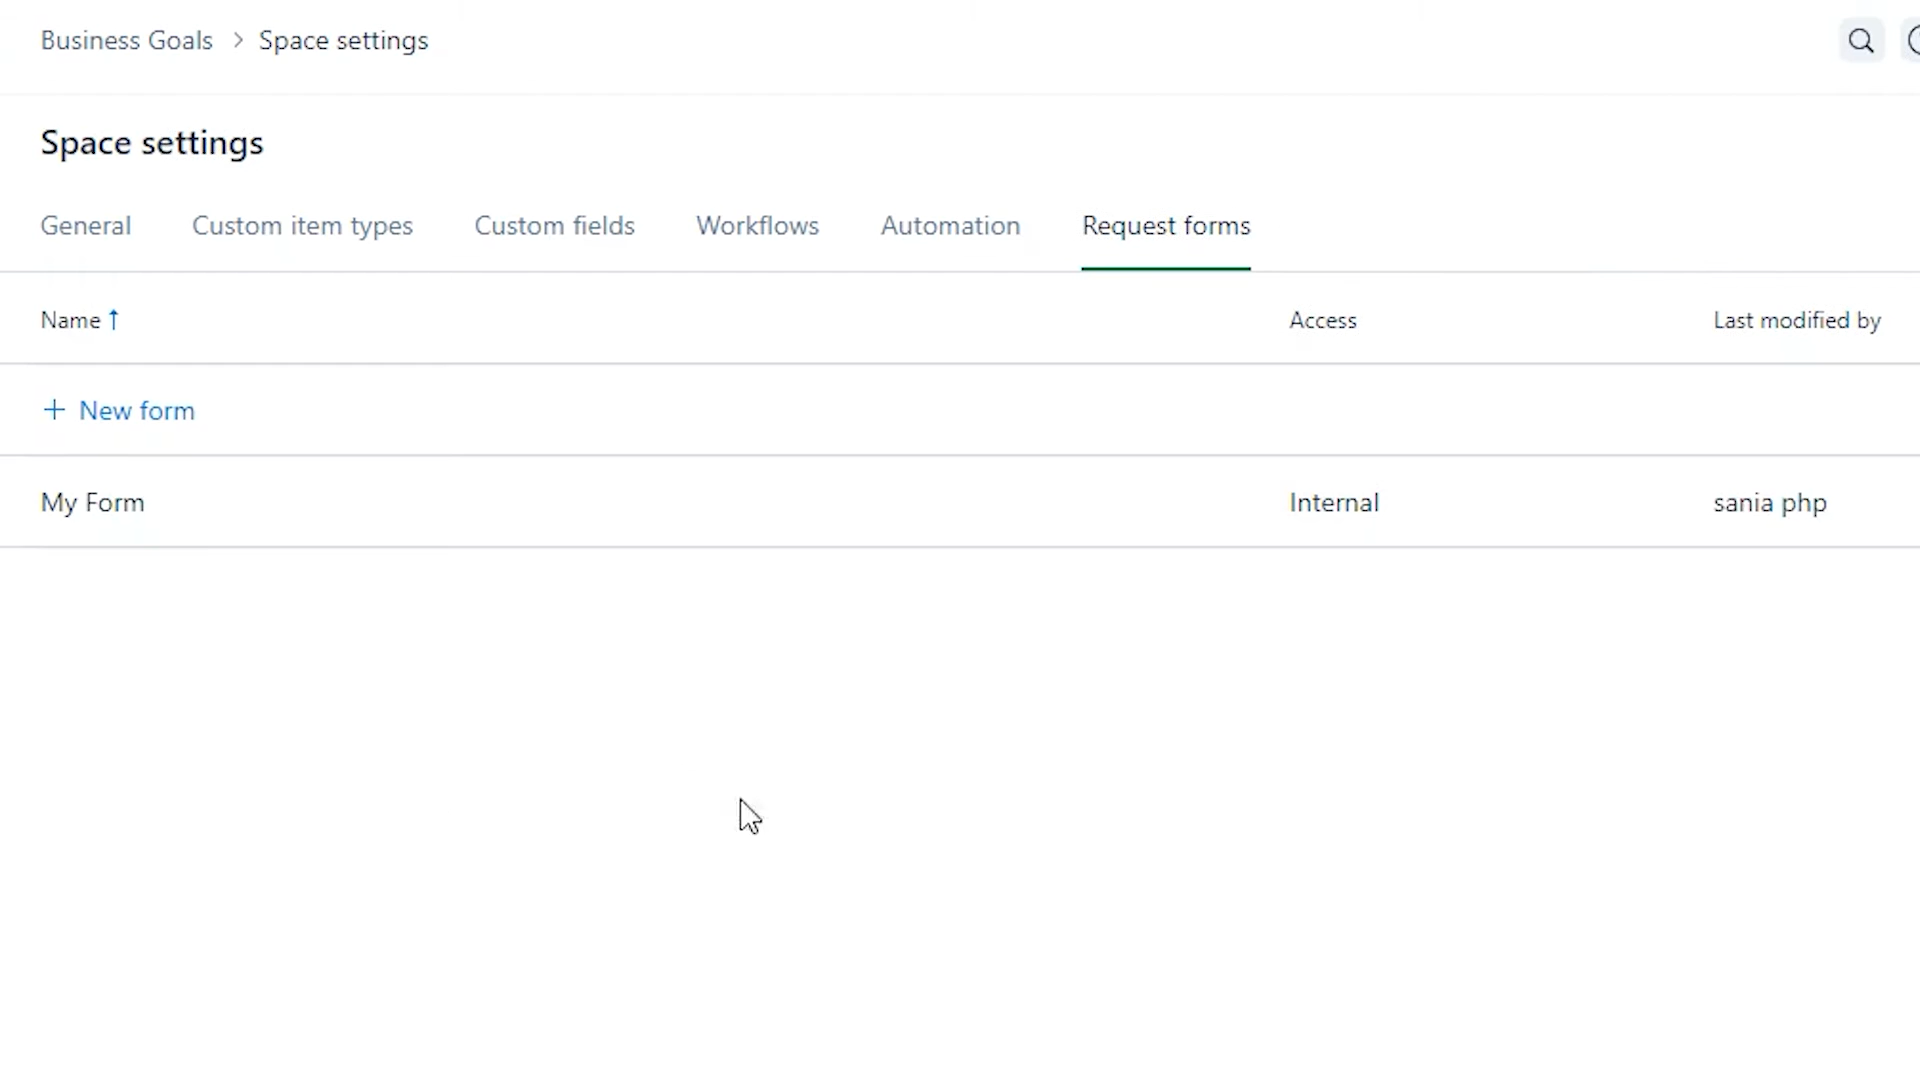 Business Goals > Space settings
Space settings
General Custom item types Custom fields Workflows Automation Request forms
Name ↑ Access Last modified by
+ New form
My Form Internal sania php